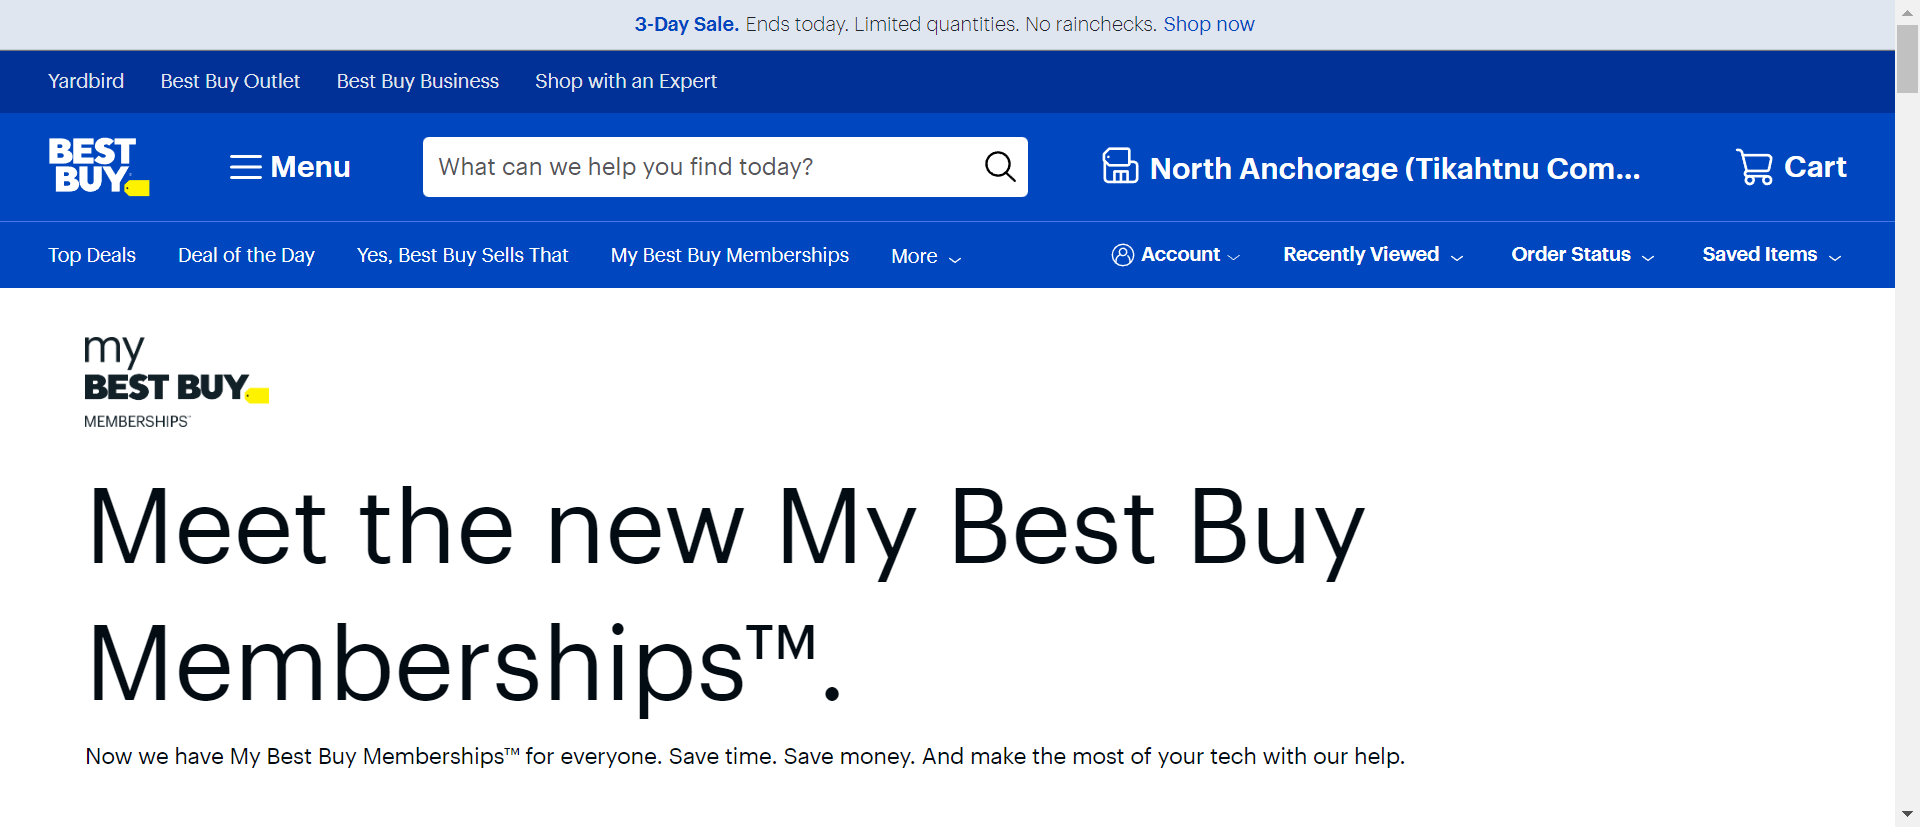 3-Day Sale. Ends today. Limited quantities. No rainchecks. Shop now
Yardbird Best Buy Outlet Best Buy Business Shop with an Expert
BEST
BUY
Menu
What can we help you find today?
North Anchorage (Tikahtnu Com...
Cart
Top Deals Deal of the Day Yes, Best Buy Sells That My Best Buy Memberships More Account Recently Viewed Order Status Saved Items
my
BEST BUY
MEMBERSHIPS™
Meet the new My Best Buy
Memberships™.
Now we have My Best Buy Memberships™ for everyone. Save time. Save money. And make the most of your tech with our help.